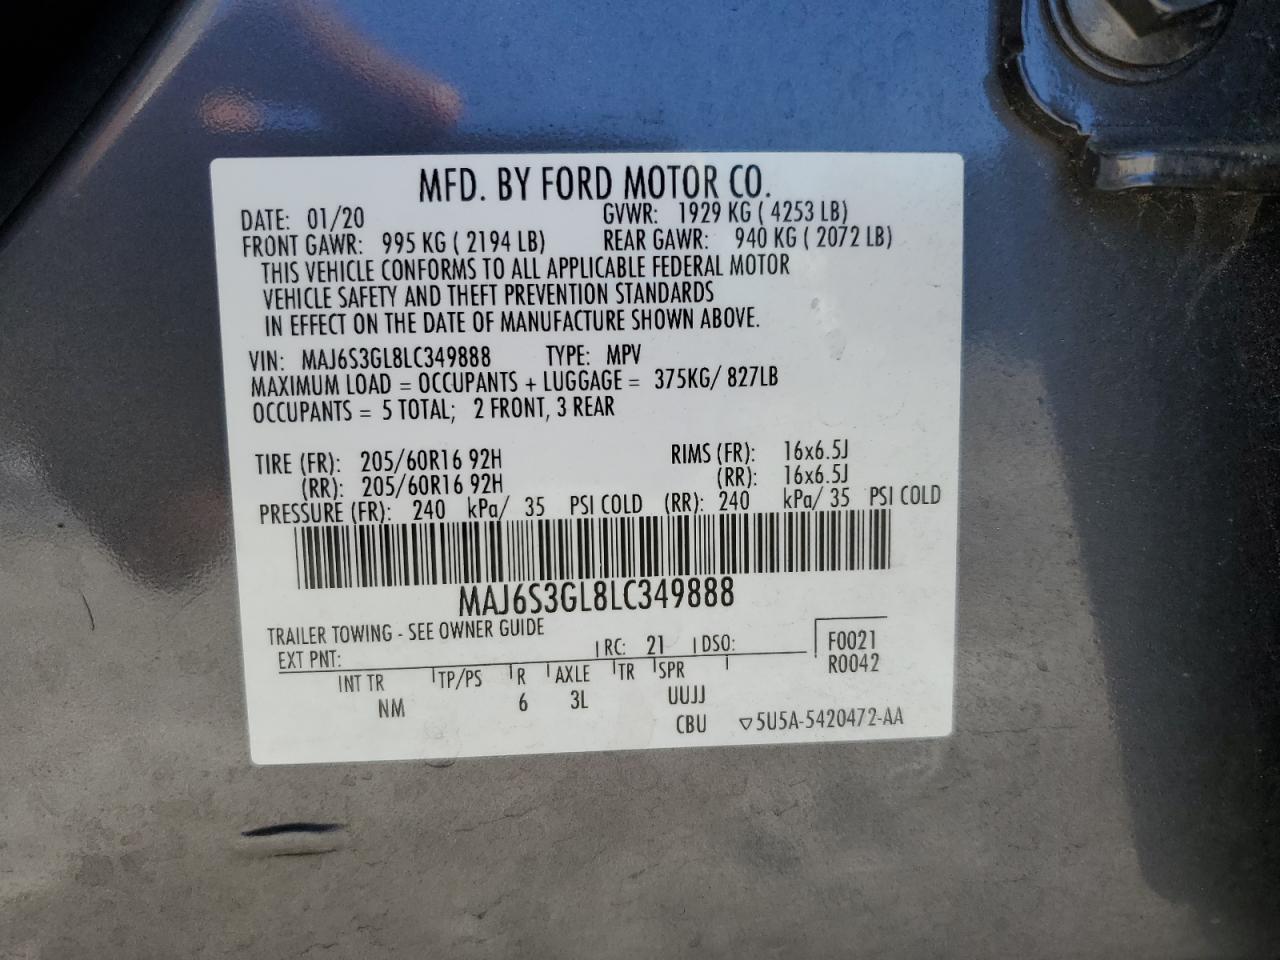 MFD. BY FORD MOTOR CO.
DATE: 01/20 GVWR: 1929 KG ( 4253 LB)
FRONT GAWR: 995 KG ( 2194 LB) REAR GAWR: 940 KG ( 2072 LB)
THIS VEHICLE CONFORMS TO ALL APPLICABLE FEDERAL MOTOR
VEHICLE SAFETY AND THEFT PREVENTION STANDARDS
IN EFFECT ON THE DATE OF MANUFACTURE SHOWN ABOVE.
VIN: MAJ6S3GL8LC349888 TYPE: MPV
MAXIMUM LOAD = OCCUPANTS + LUGGAGE = 375KG/ 827LB
OCCUPANTS = 5 TOTAL; 2 FRONT, 3 REAR
TIRE (FR): 205/60R16 92H RIMS (FR): 16x6.5J
(RR): 205/60R16 92H (RR): 16x6.5J
PRESSURE (FR): 240 kPa/ 35 PSI COLD (RR): 240 kPa/ 35 PSI COLD
MAJ6S3GL8LC349888
TRAILER TOWING - SEE OWNER GUIDE
EXT PNT: RC: 21 DSO: F0021
R0042
INT TR TP/PS R AXLE TR SPR
NM 6 3L UUJJ
CBU ▽5U5A-5420472-AA